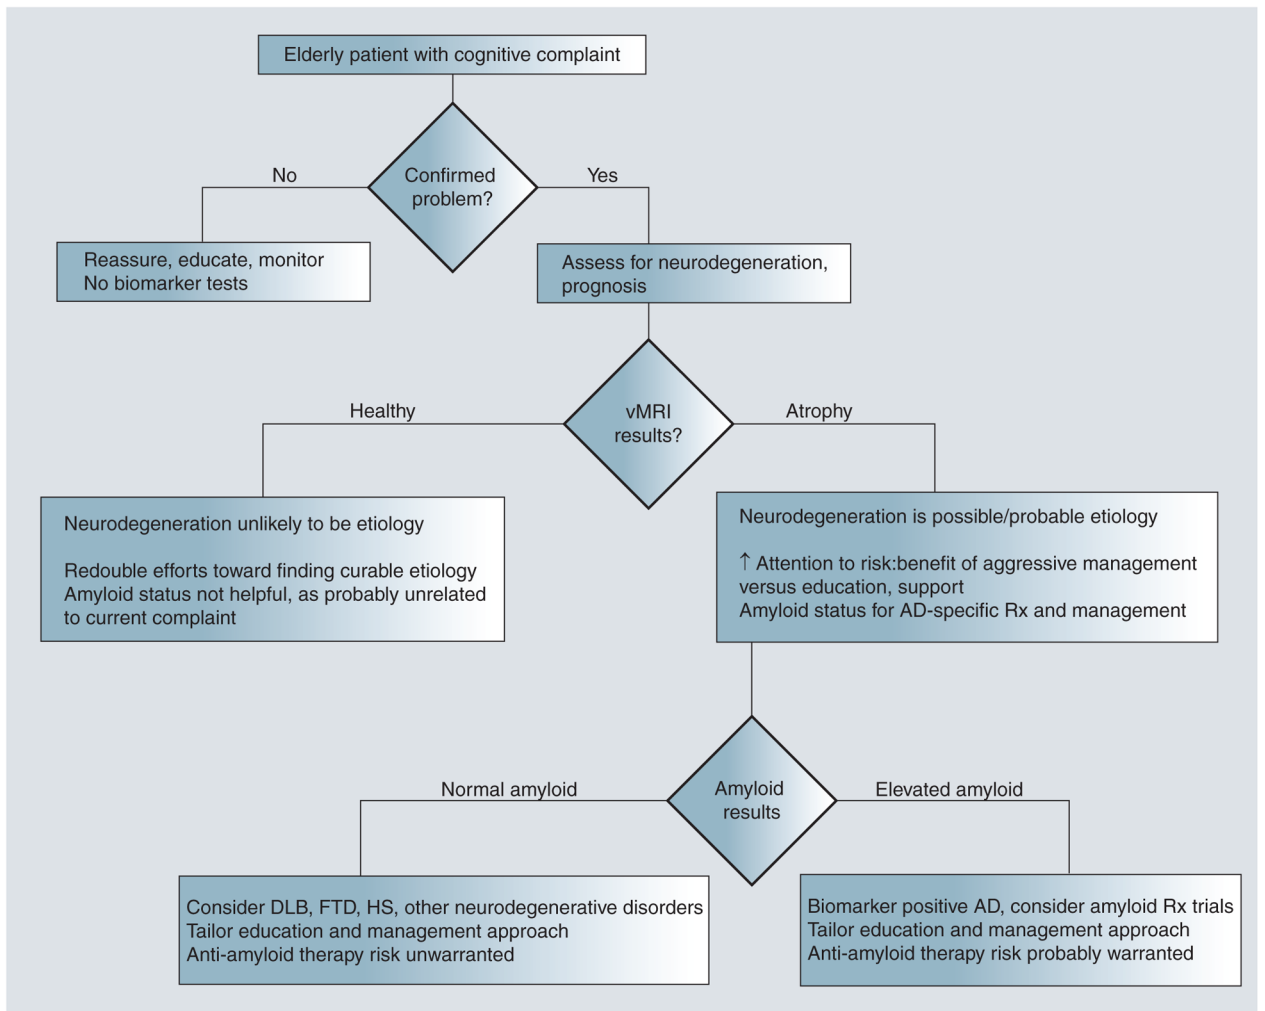 Elderly patient with cognitive complaint
Confirmed
problem?
No
Yes
Reassure, educate, monitor
No biomarker tests
Assess for neurodegeneration,
prognosis
vMRI
results?
Healthy
Atrophy
Neurodegeneration unlikely to be etiology
Redouble efforts toward finding curable etiology
Amyloid status not helpful, as probably unrelated
to current complaint
Neurodegeneration is possible/probable etiology
↑ Attention to risk:benefit of aggressive management
versus education, support
Amyloid status for AD-specific Rx and management
Amyloid
results
Normal amyloid
Elevated amyloid
Consider DLB, FTD, HS, other neurodegenerative disorders
Tailor education and management approach
Anti-amyloid therapy risk unwarranted
Biomarker positive AD, consider amyloid Rx trials
Tailor education and management approach
Anti-amyloid therapy risk probably warranted